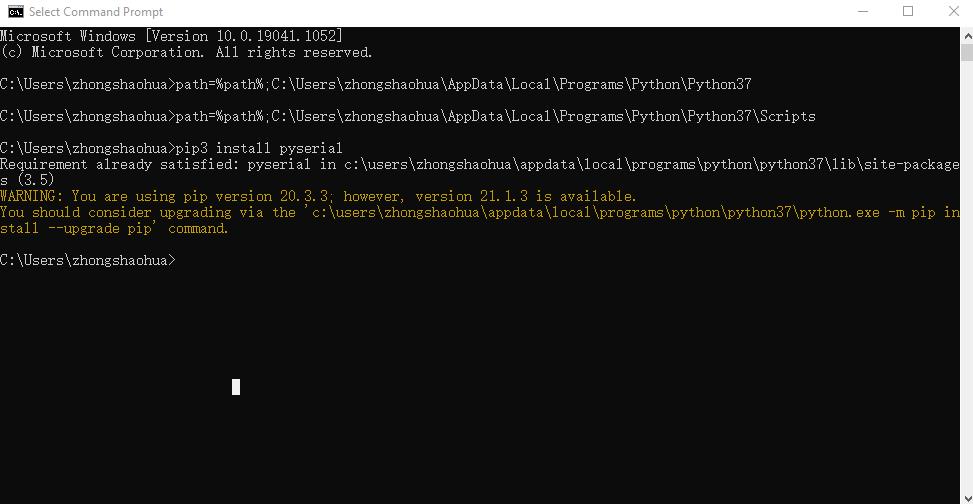 Select Command Prompt
Microsoft Windows [Version 10.0.19041.1052]
(c) Microsoft Corporation. All rights reserved.
C:\Users\zhongshaohua>path=%path%;C:\Users\zhongshaohua\AppData\Local\Programs\Python\Python37
C:\Users\zhongshaohua>path=%path%;C:\Users\zhongshaohua\AppData\Local\Programs\Python\Python37\Scripts
C:\Users\zhongshaohua>pip3 install pyserial
Requirement already satisfied: pyserial in c:\users\zhongshaohua\appdata\local\programs\python\python37\lib\site-package
s (3.5)
WARNING: You are using pip version 20.3.3; however, version 21.1.3 is available.
You should consider upgrading via the 'c:\users\zhongshaohua\appdata\local\programs\python\python37\python.exe -m pip in
stall --upgrade pip' command.
C:\Users\zhongshaohua>